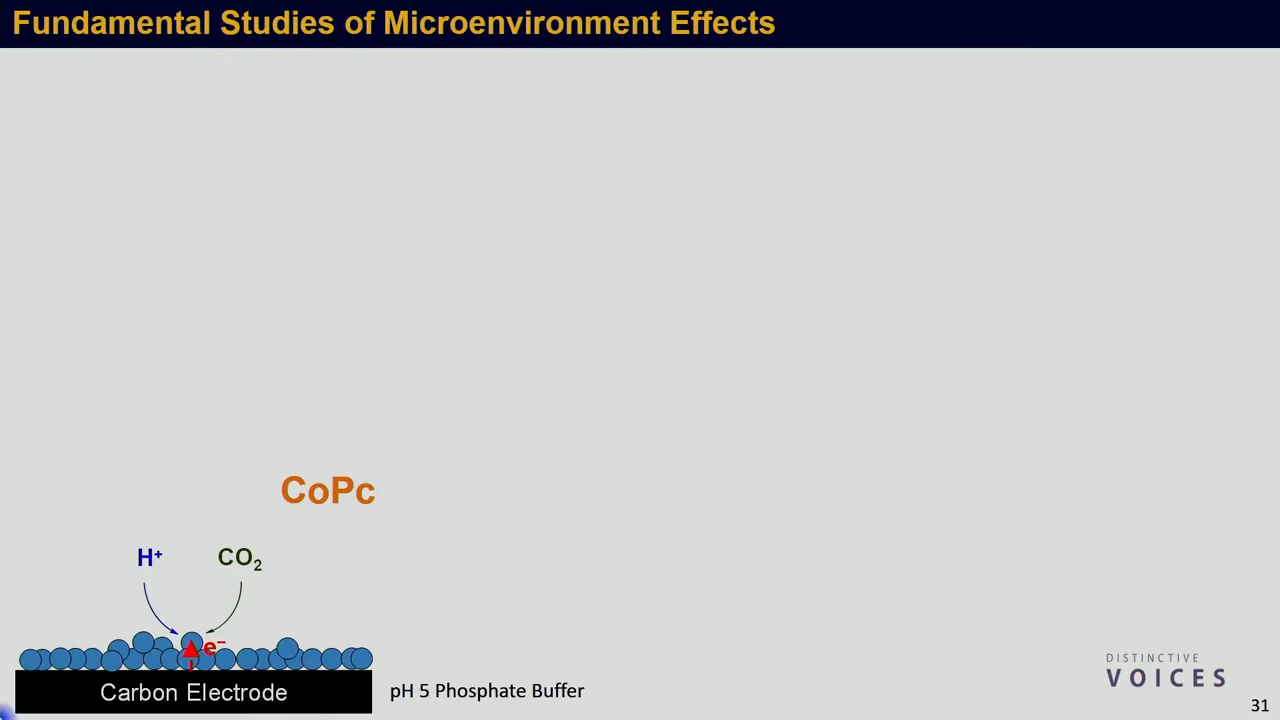 Fundamental Studies of Microenvironment Effects
CoPc
H⁺ CO₂
e⁻
Carbon Electrode
pH 5 Phosphate Buffer
DISTINCTIVE
VOICES
31